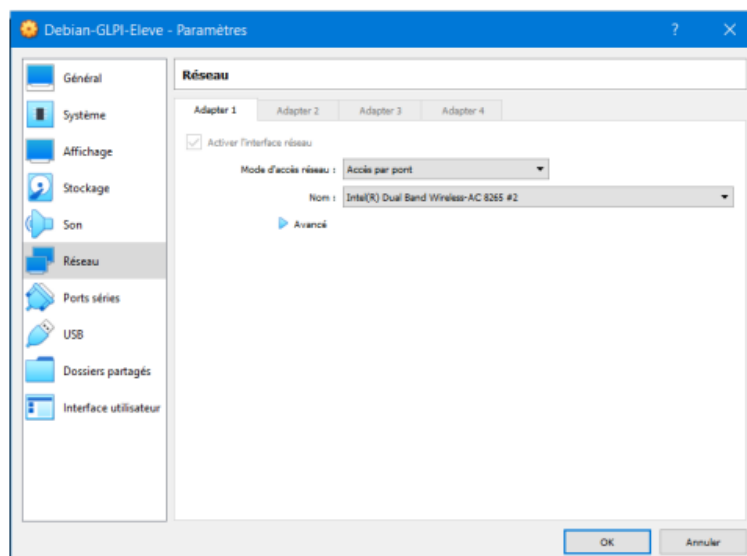 Debian-GLPI-Eleve - Paramètres
Général
Système
Affichage
Stockage
Son
Réseau
Ports séries
USB
Dossiers partagés
Interface utilisateur
Réseau
Adapter 1 Adapter 2 Adapter 3 Adapter 4
Activer l'interface réseau
Mode d'accès réseau : Accès par pont
Nom : Intel(R) Dual Band Wireless-AC 8265 #2
Avancé
OK Annuler